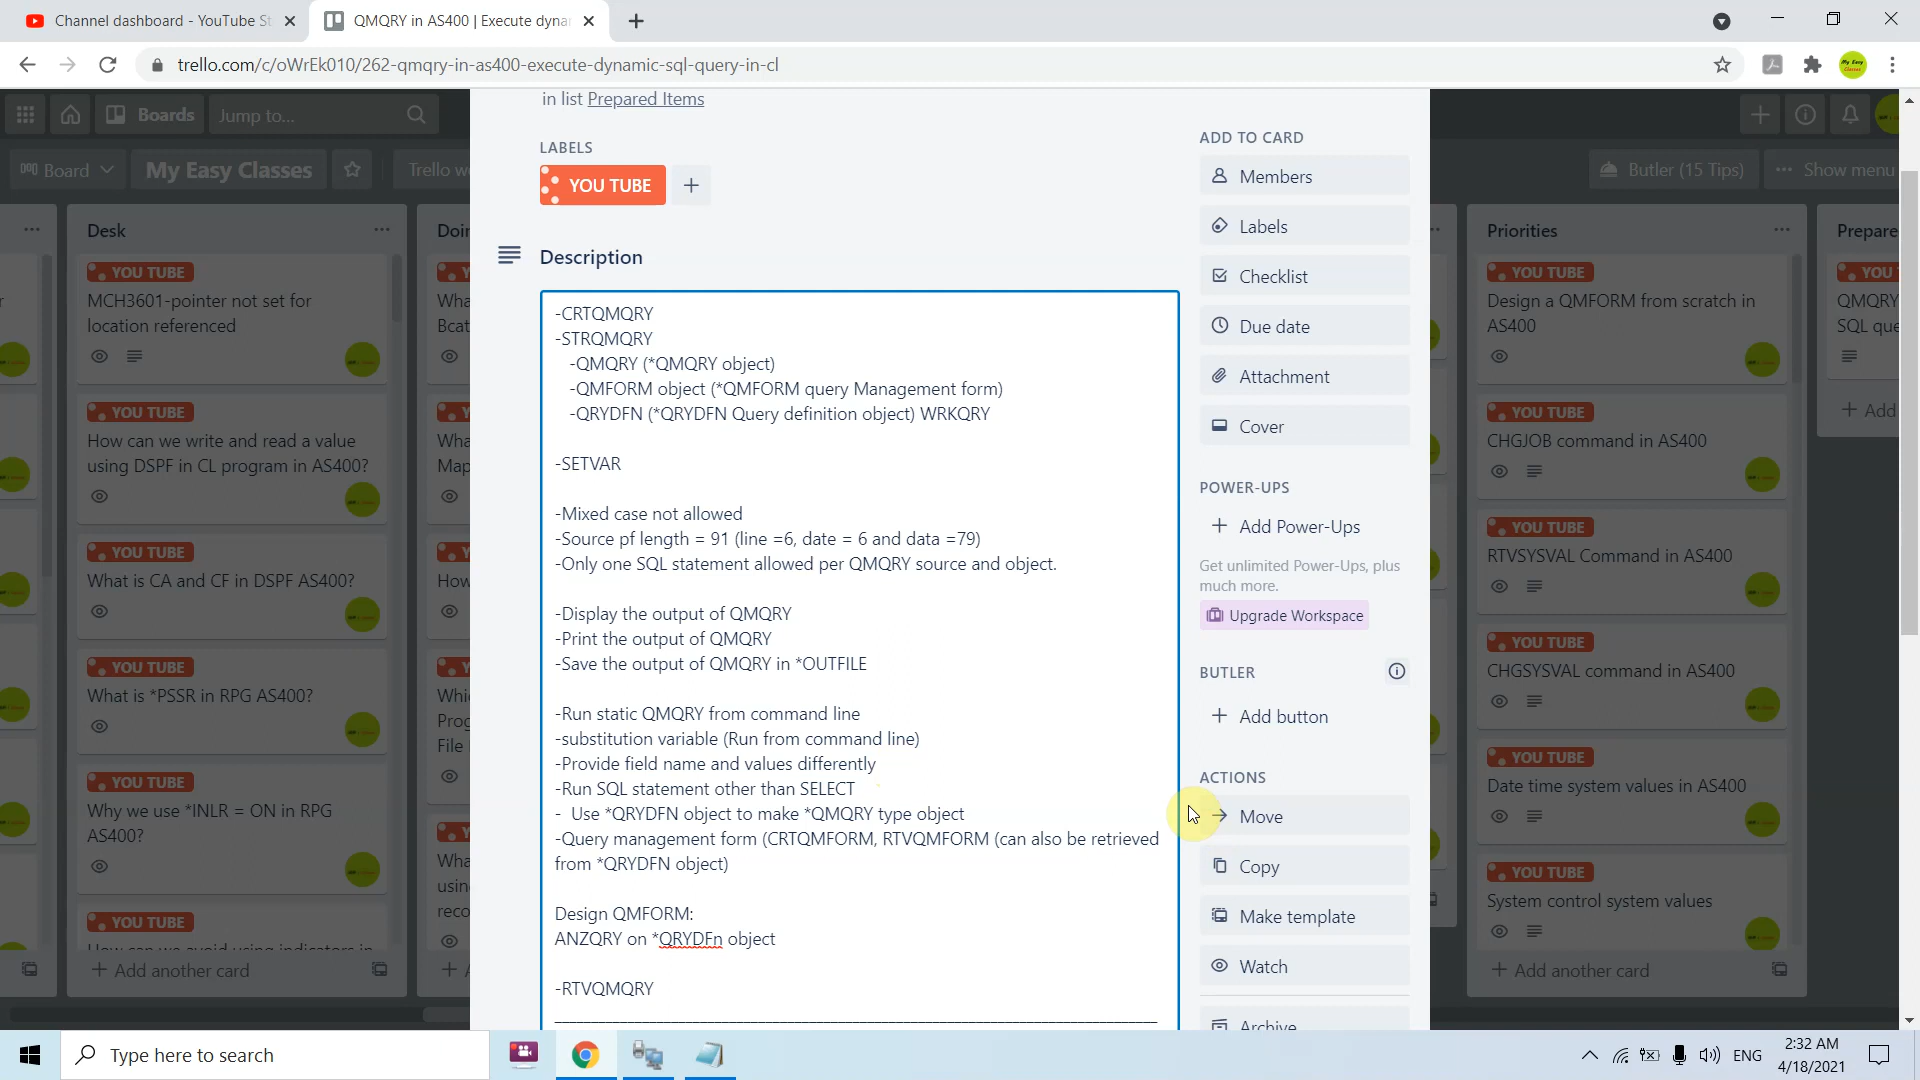 Channel dashboard - YouTube St
QMQRY in AS400 | Execute dynam
trello.com/c/oWrEk010/262-qmqry-in-as400-execute-dynamic-sql-query-in-cl
Boards
Jump to...
Board
My Easy Classes
Butler (15 Tips)
Show menu
in list Prepared Items
LABELS
YOU TUBE
Description
-CRTQMQRY
-STRQMQRY
-QMQRY (*QMQRY object)
-QMFORM object (*QMFORM query Management form)
-QRYDFN (*QRYDFN Query definition object) WRKQRY
-SETVAR
-Mixed case not allowed
-Source pf length = 91 (line =6, date = 6 and data =79)
-Only one SQL statement allowed per QMQRY source and object.
-Display the output of QMQRY
-Print the output of QMQRY
-Save the output of QMQRY in *OUTFILE
-Run static QMQRY from command line
-substitution variable (Run from command line)
-Provide field name and values differently
-Run SQL statement other than SELECT
- Use *QRYDFN object to make *QMQRY type object
-Query management form (CRTQMFORM, RTVQMFORM (can also be retrieved
from *QRYDFN object)
Design QMFORM:
ANZQRY on *QRYDFn object
-RTVQMQRY
ADD TO CARD
Members
Labels
Checklist
Due date
Attachment
Cover
POWER-UPS
Add Power-Ups
Get unlimited Power-Ups, plus
much more.
Upgrade Workspace
BUTLER
Add button
ACTIONS
Move
Copy
Make template
Watch
Archive
Desk
YOU TUBE
MCH3601-pointer not set for
location referenced
YOU TUBE
How can we write and read a value
using DSPF in CL program in AS400?
YOU TUBE
What is CA and CF in DSPF AS400?
YOU TUBE
What is *PSSR in RPG AS400?
YOU TUBE
Why we use *INLR = ON in RPG
AS400?
YOU TUBE
How can we avoid using indicators in
Add another card
Priorities
YOU TUBE
Design a QMFORM from scratch in
AS400
YOU TUBE
CHGJOB command in AS400
YOU TUBE
RTVSYSVAL Command in AS400
YOU TUBE
CHGSYSVAL command in AS400
YOU TUBE
Date time system values in AS400
YOU TUBE
System control system values
Add another card
Prepare
YOU
QMQRY
SQL que
Add
Type here to search
ENG
2:32 AM
4/18/2021